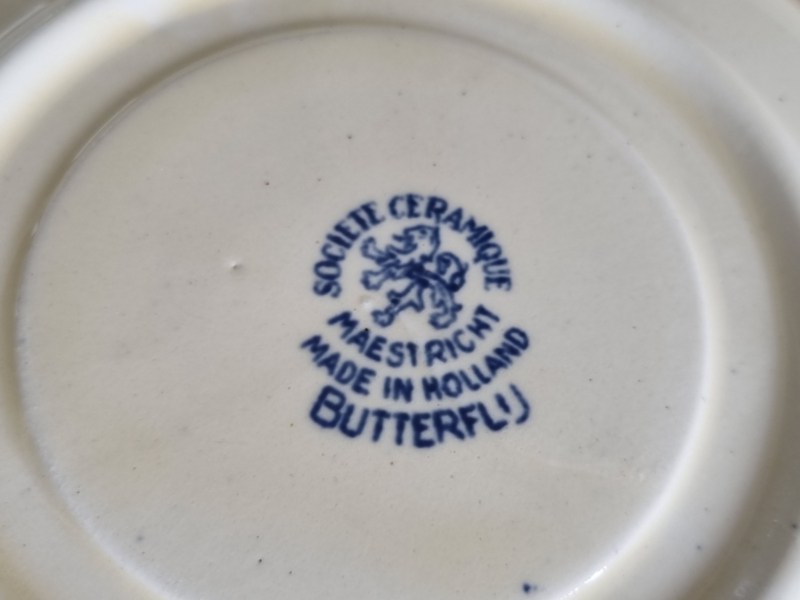 SOCIETE CERAMIQUE
MAESTRICHT
MADE IN HOLLAND
BUTTERFLIJ